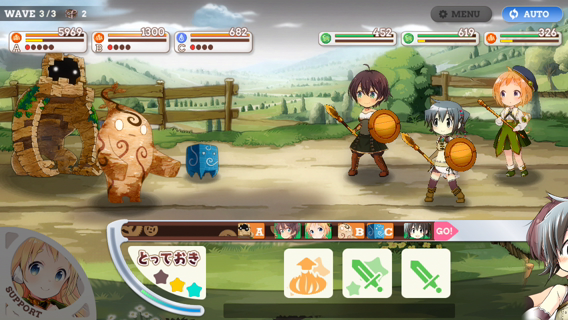 WAVE 3/3 2
MENU
AUTO
A 5969
B 1300
C 682
452
619
326
A B C GO!
とっておき
SUPPORT